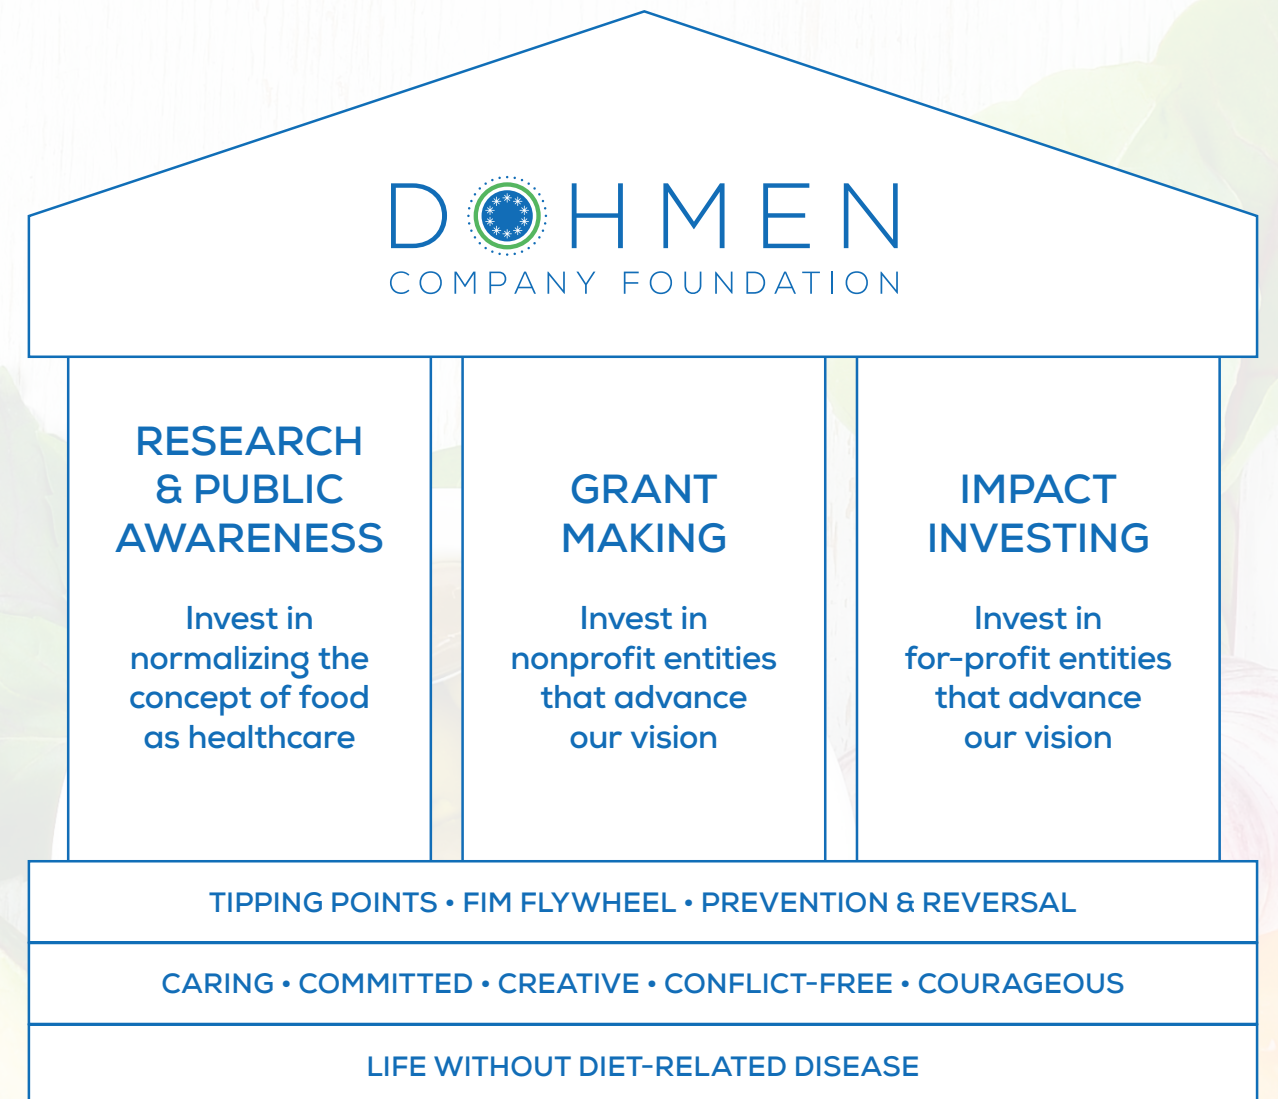 DOHMEN
COMPANY FOUNDATION
RESEARCH
& PUBLIC
AWARENESS
Invest in
normalizing the
concept of food
as healthcare
GRANT
MAKING
Invest in
nonprofit entities
that advance
our vision
IMPACT
INVESTING
Invest in
for-profit entities
that advance
our vision
TIPPING POINTS • FIM FLYWHEEL • PREVENTION & REVERSAL
CARING • COMMITTED • CREATIVE • CONFLICT-FREE • COURAGEOUS
LIFE WITHOUT DIET-RELATED DISEASE